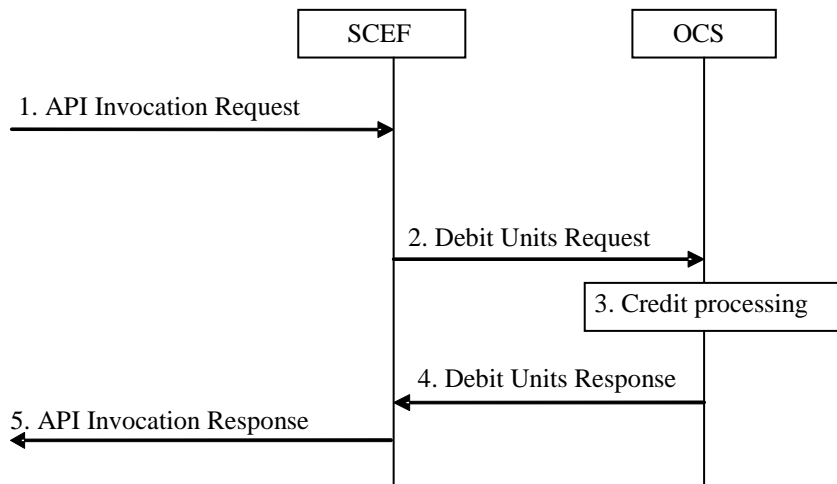 SCEF
OCS
1. API Invocation Request
2. Debit Units Request
3. Credit processing
4. Debit Units Response
5. API Invocation Response